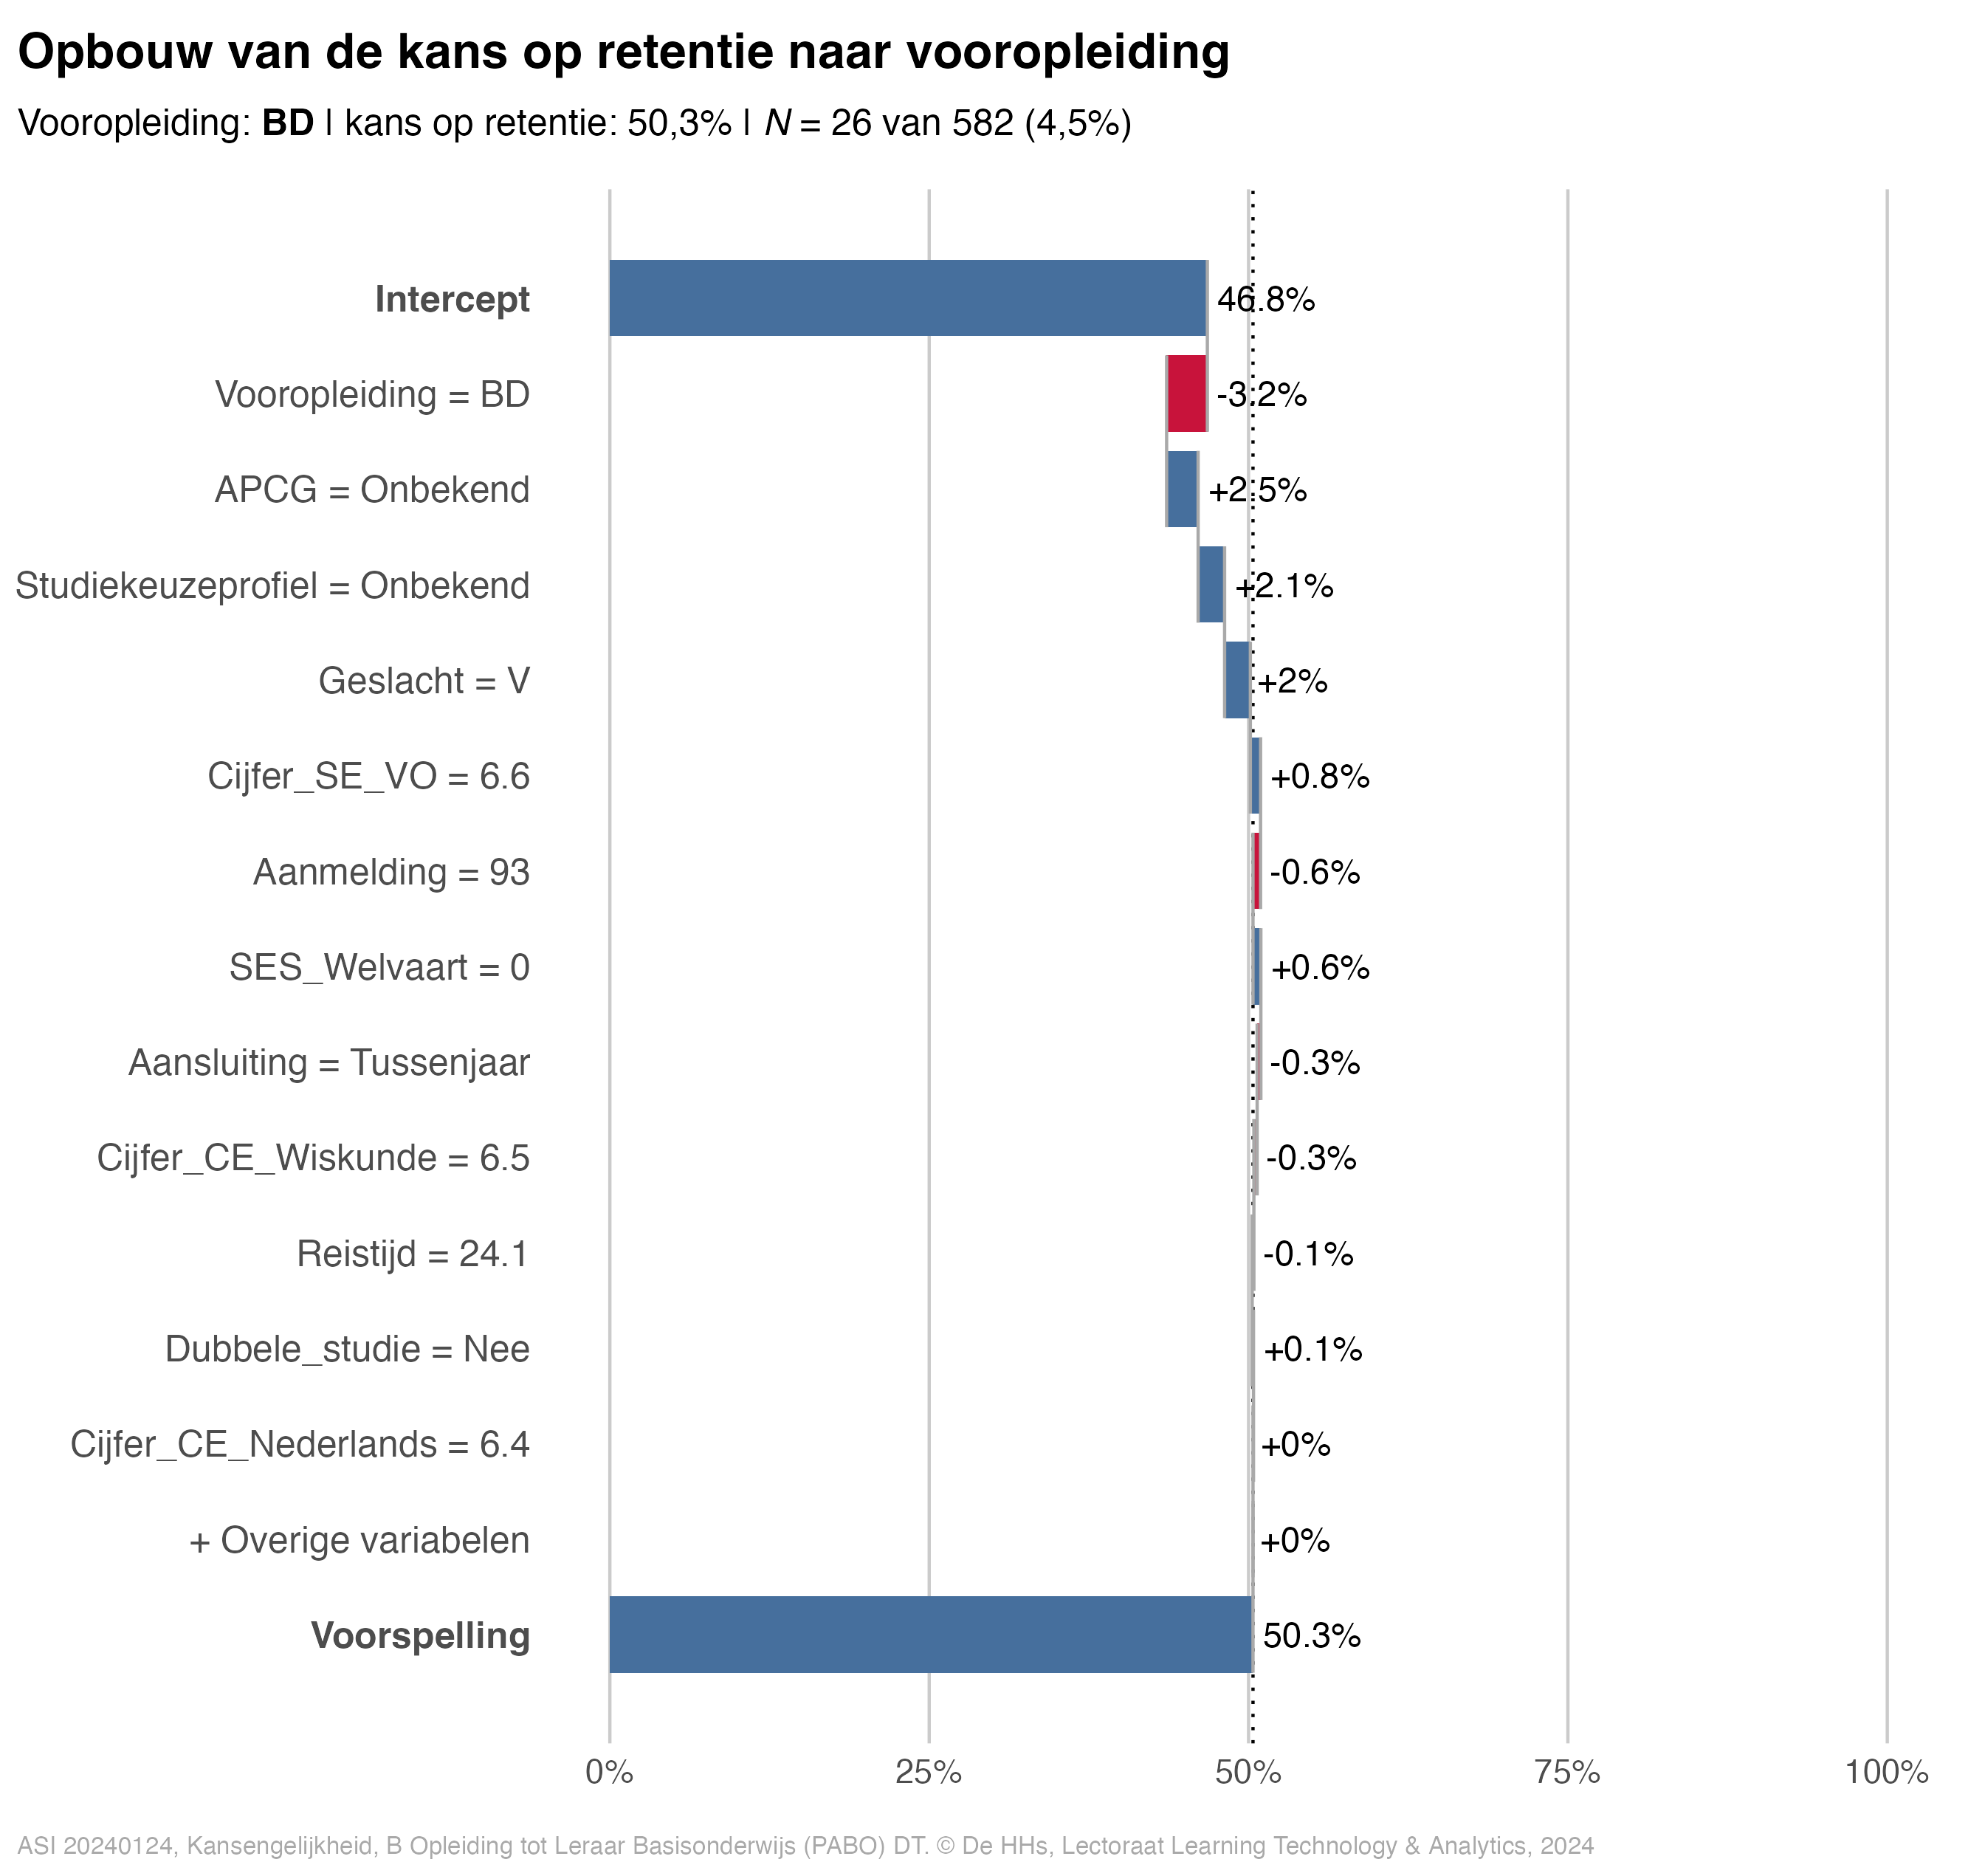 Opbouw van de kans op retentie naar vooropleiding
Vooropleiding: BD | kans op retentie: 50,3% | N = 26 van 582 (4,5%)
Intercept 46.8%
Vooropleiding = BD -3.2%
APCG = Onbekend +2.5%
Studiekeuzeprofiel = Onbekend +2.1%
Geslacht = V +2%
Cijfer_SE_VO = 6.6 +0.8%
Aanmelding = 93 -0.6%
SES_Welvaart = 0 +0.6%
Aansluiting = Tussenjaar -0.3%
Cijfer_CE_Wiskunde = 6.5 -0.3%
Reistijd = 24.1 -0.1%
Dubbele_studie = Nee +0.1%
Cijfer_CE_Nederlands = 6.4 +0%
+ Overige variabelen +0%
Voorspelling 50.3%
0% 25% 50% 75% 100%
ASI 20240124, Kansengelijkheid, B Opleiding tot Leraar Basisonderwijs (PABO) DT. © De HHs, Lectoraat Learning Technology & Analytics, 2024